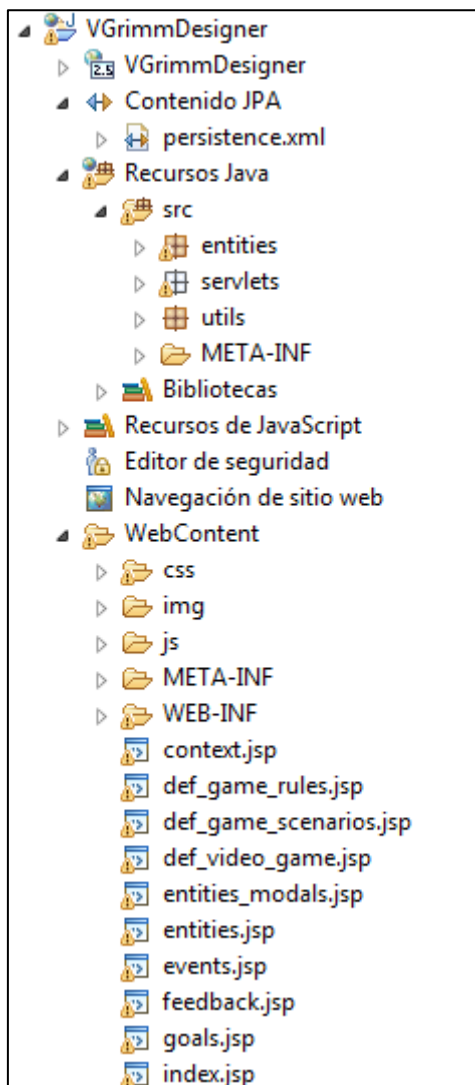 VGrimmDesigner
2.5 VGrimmDesigner
Contenido JPA
persistence.xml
Recursos Java
src
entities
servlets
utils
META-INF
Bibliotecas
Recursos de JavaScript
Editor de seguridad
Navegación de sitio web
WebContent
css
img
js
META-INF
WEB-INF
context.jsp
def_game_rules.jsp
def_game_scenarios.jsp
def_video_game.jsp
entities_modals.jsp
entities.jsp
events.jsp
feedback.jsp
goals.jsp
index.jsp